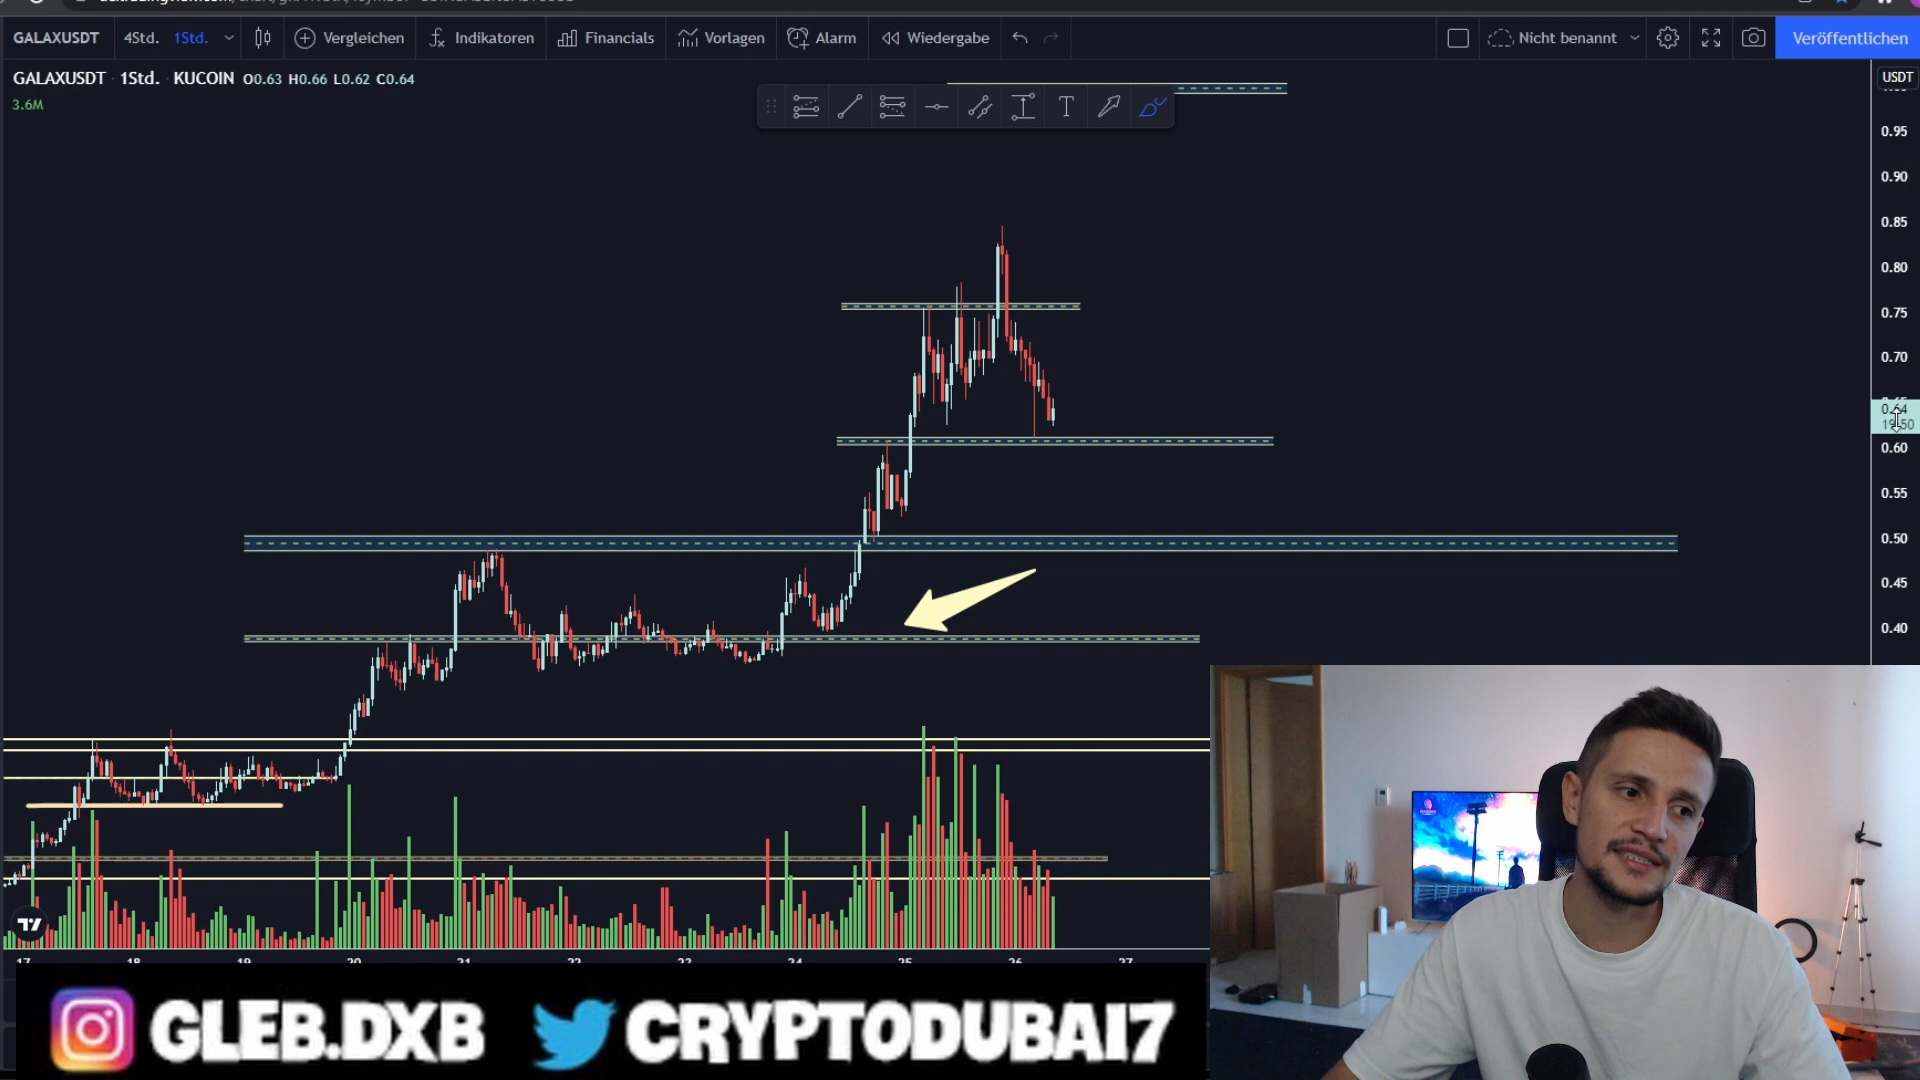 GALAXUSDT 4Std. 1Std. Vergleichen Indikatoren Financials Vorlagen Alarm Wiedergabe Nicht benannt Veröffentlichen
GALAXUSDT · 1Std. · KUCOIN O0.63 H0.66 L0.62 C0.64
3.6M
T
USDT
0.95
0.90
0.85
0.80
0.75
0.70
0.64
0.60
0.55
0.50
0.45
0.40
17 18 19 20 21 22 23 24 25 26 27
GLEB.DXB CRYPTODUBAI7